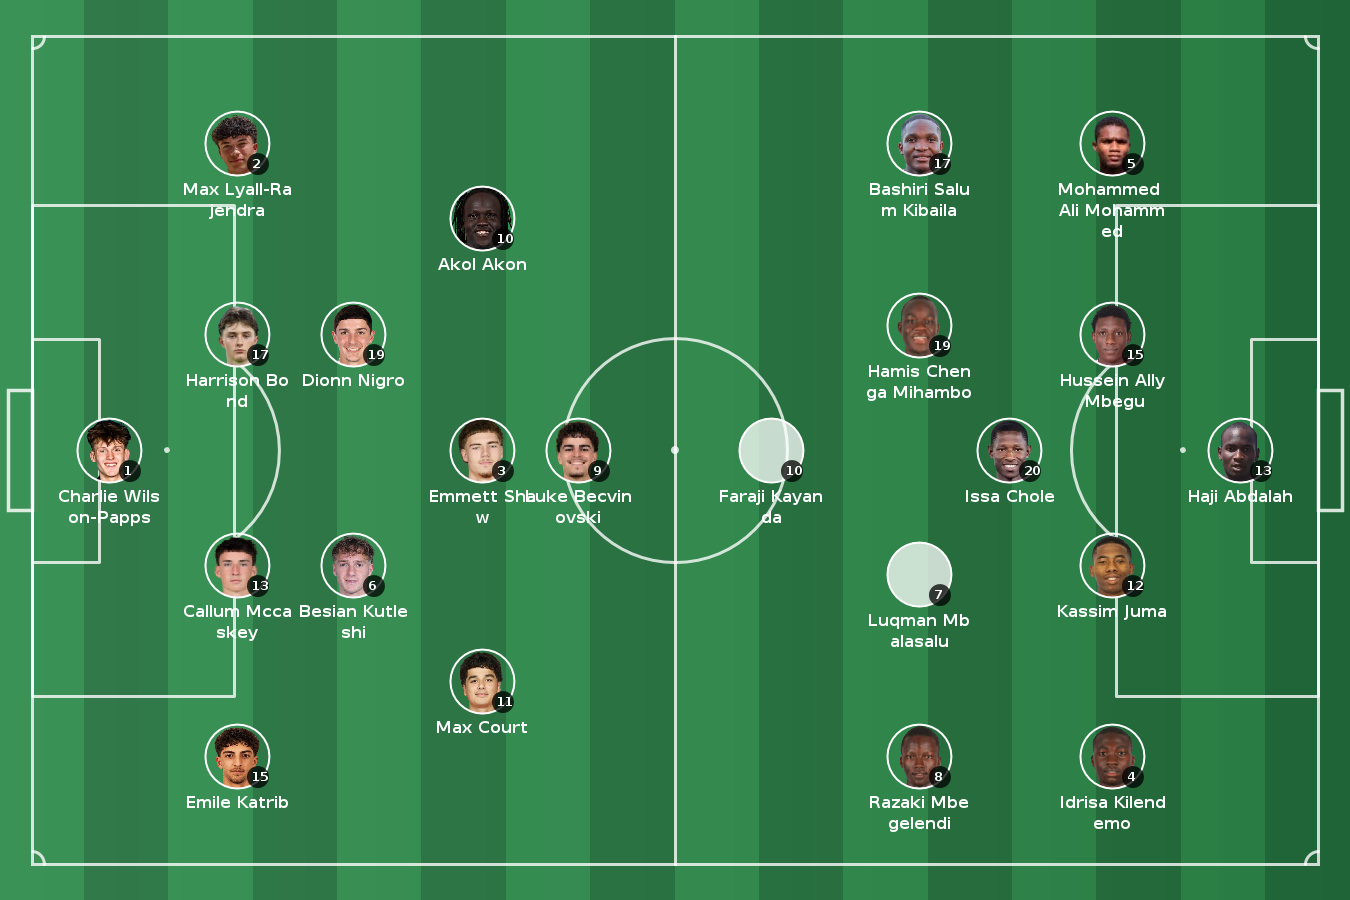 2
Max Lyall-Ra
jendra
17
Bashiri Salu
m Kibaila
5
Mohammed
Ali Mohamm
ed
10
Akol Akon
17
Harrison Bo
nd
19
Dionn Nigro
19
Hamis Chen
ga Mihambo
15
Hussein Ally
Mbegu
1
Charlie Wils
on-Papps
3
Emmett Sha
w
9
Luke Becvin
ovski
10
Faraji Kayan
da
20
Issa Chole
13
Haji Abdalah
13
Callum Mcca
skey
6
Besian Kutle
shi
7
Luqman Mb
alasalu
12
Kassim Juma
11
Max Court
15
Emile Katrib
8
Razaki Mbe
gelendi
4
Idrisa Kilend
emo